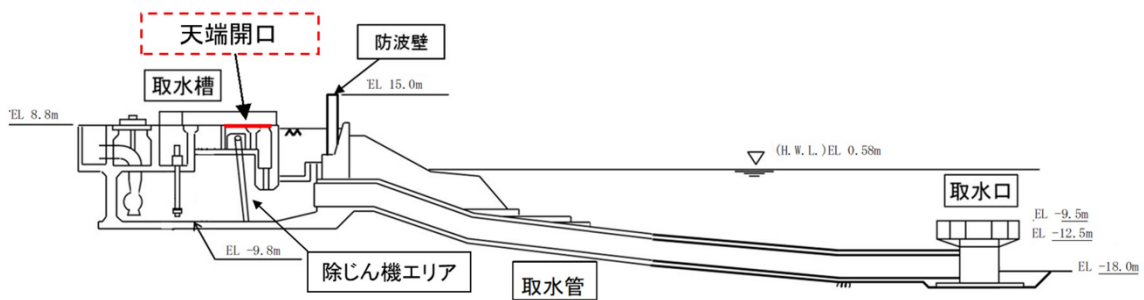 天端開口
防波壁
取水槽
EL 15.0m
EL 8.8m
(H.W.L.)EL 0.58m
取水口
EL -9.5m
EL -12.5m
EL -9.8m
除じん機エリア
取水管
EL -18.0m